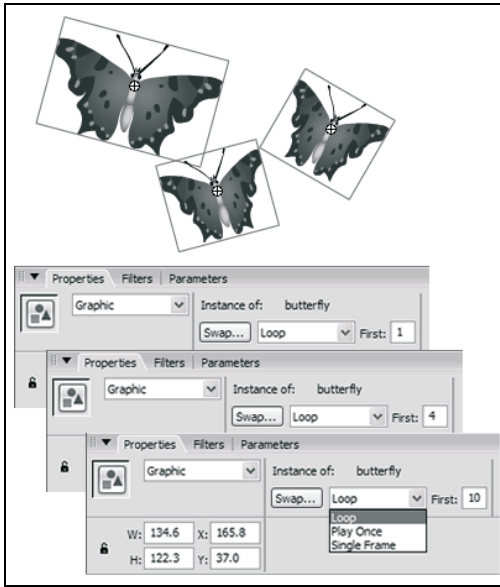 Properties Filters | Parameters
Graphic Instance of: butterfly
Swap... Loop First: 1
Properties Filters | Parameters
Graphic Instance of: butterfly
Swap... Loop First: 4
Properties Filters | Parameters
Graphic Instance of: butterfly
Swap... Loop First: 10
Loop
Play Once
Single Frame
W: 134.6 X: 165.8
H: 122.3 Y: 37.0